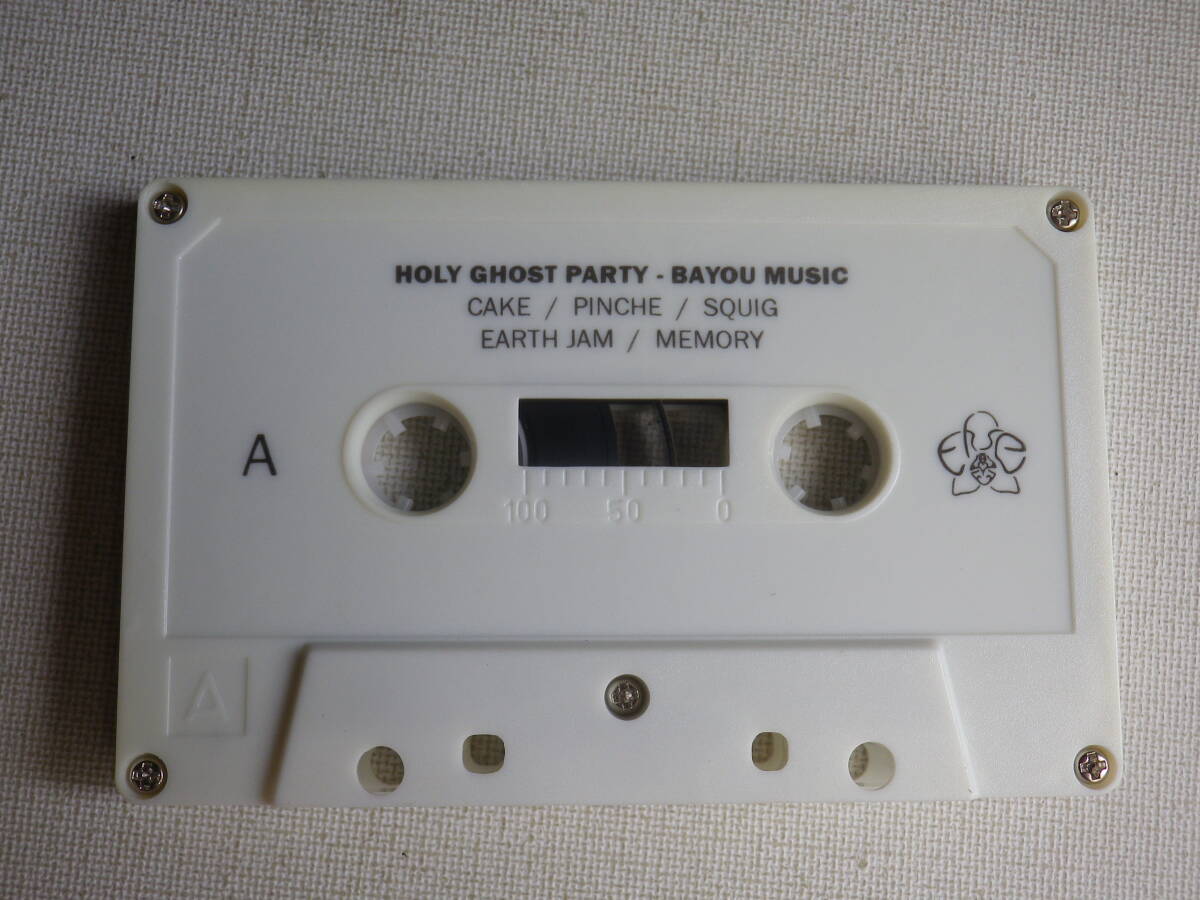 HOLY GHOST PARTY - BAYOU MUSIC
CAKE / PINCHE / SQUIG
EARTH JAM / MEMORY
A
100 50 0
A